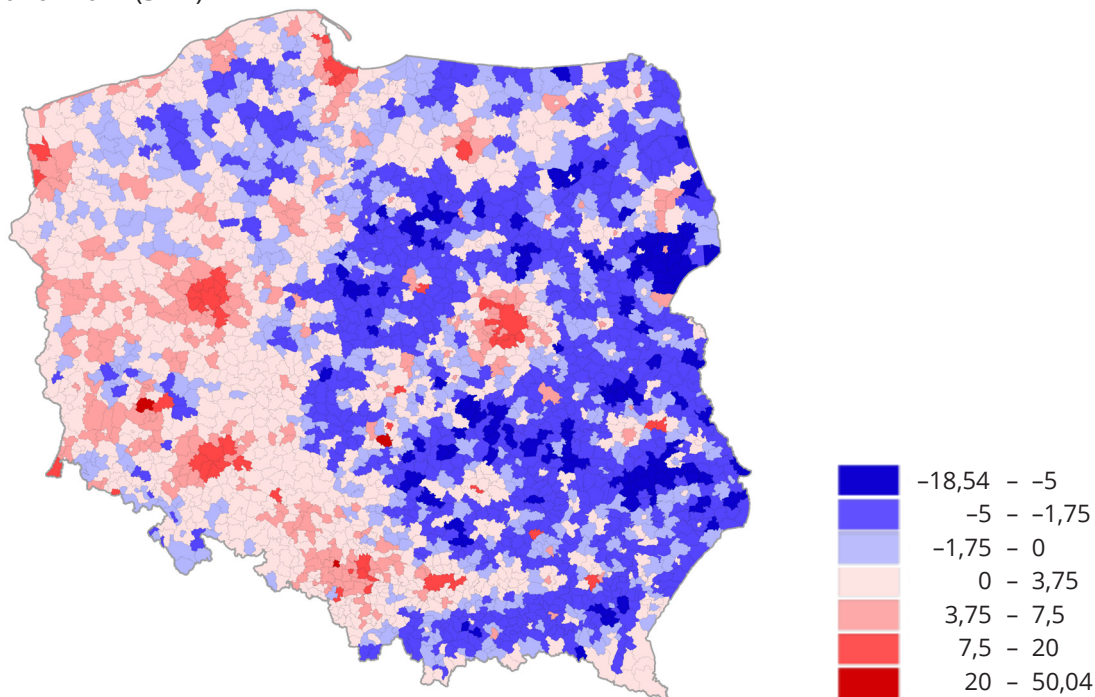 –18,54 – –5
–5 – –1,75
–1,75 – 0
0 – 3,75
3,75 – 7,5
7,5 – 20
20 – 50,04